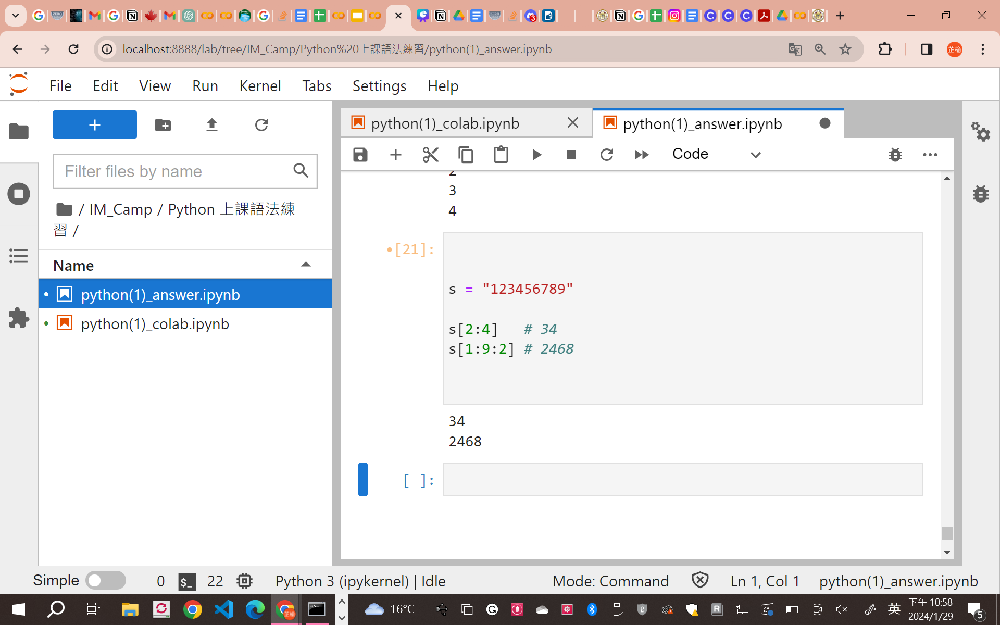 localhost:8888/lab/tree/IM_Camp/Python%20上課語法練習/python(1)_answer.ipynb
芷榆
File Edit View Run Kernel Tabs Settings Help
python(1)_colab.ipynb
python(1)_answer.ipynb
Code
Filter files by name
/ IM_Camp / Python 上課語法練
習 /
Name
python(1)_answer.ipynb
python(1)_colab.ipynb
2
3
4
[21]:
s = "123456789"
s[2:4] # 34
s[1:9:2] # 2468
34
2468
[ ]:
Simple 0 22 Python 3 (ipykernel) | Idle Mode: Command Ln 1, Col 1 python(1)_answer.ipynb
16°C 英 下午 10:58
2024/1/29
5